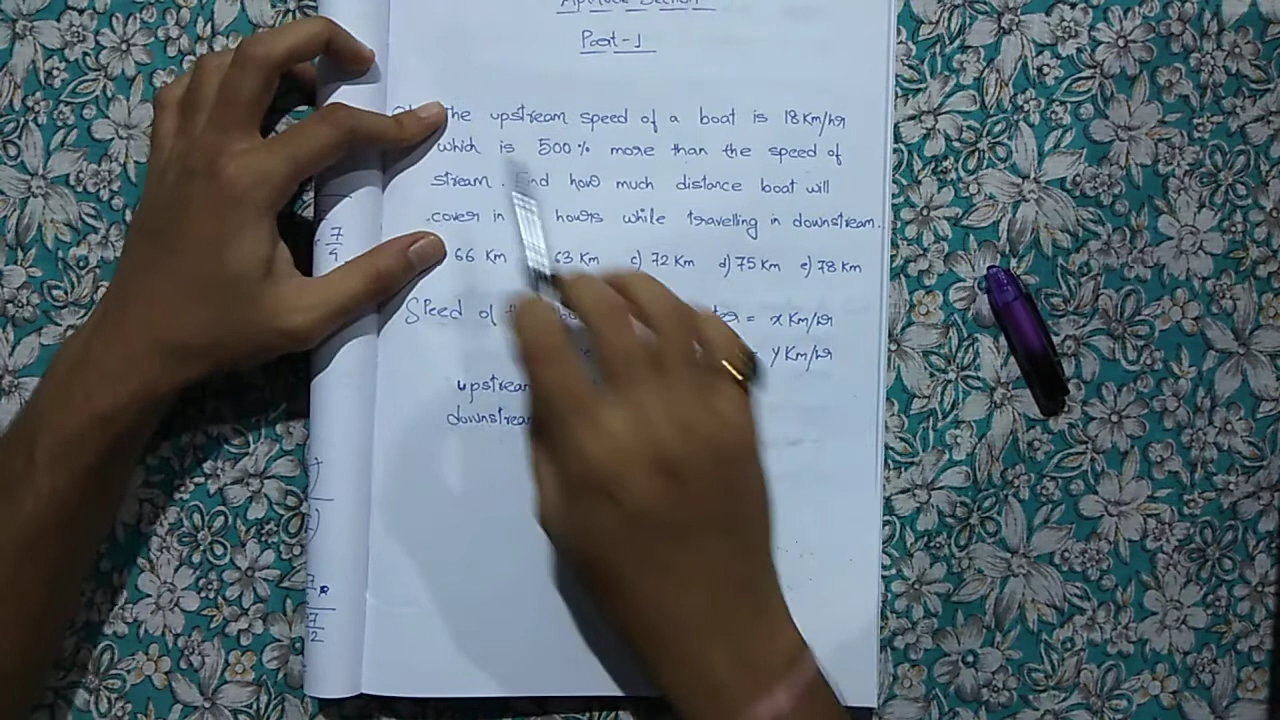 Part-1
The upstream speed of a boat is 18 Km/hr
which is 500% more than the speed of
stream. Find how much distance boat will
cover in hours while travelling in downstream.
66 Km 63 Km c) 72 Km d) 75 Km e) 78 Km
Speed of = x Km/hr
= y Km/hr
upstream
downstream
7
4
7
2